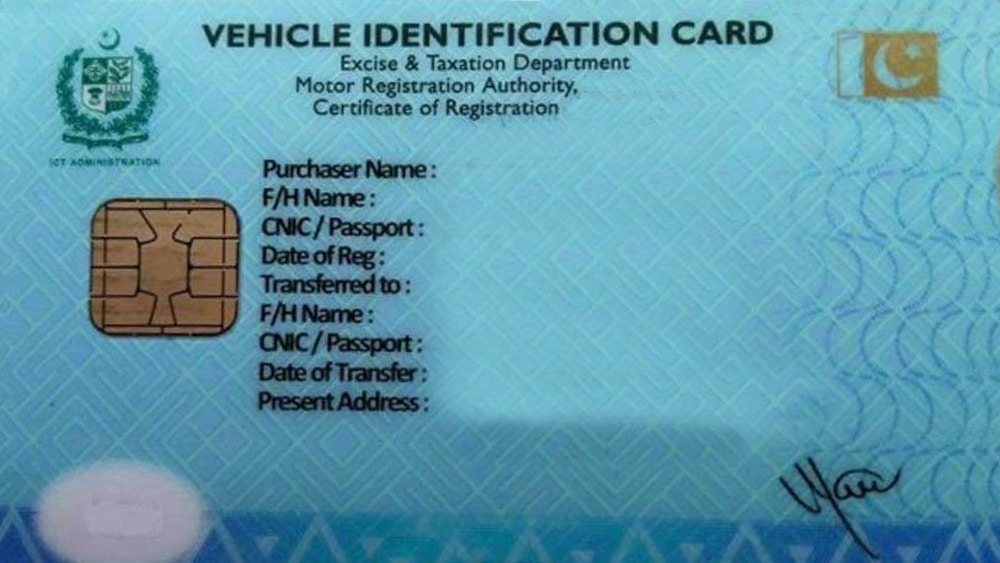 VEHICLE IDENTIFICATION CARD
Excise & Taxation Department
Motor Registration Authority,
Certificate of Registration
ICT ADMINISTRATION
Purchaser Name :
F/H Name :
CNIC / Passport :
Date of Reg :
Transferred to :
F/H Name :
CNIC / Passport :
Date of Transfer :
Present Address :